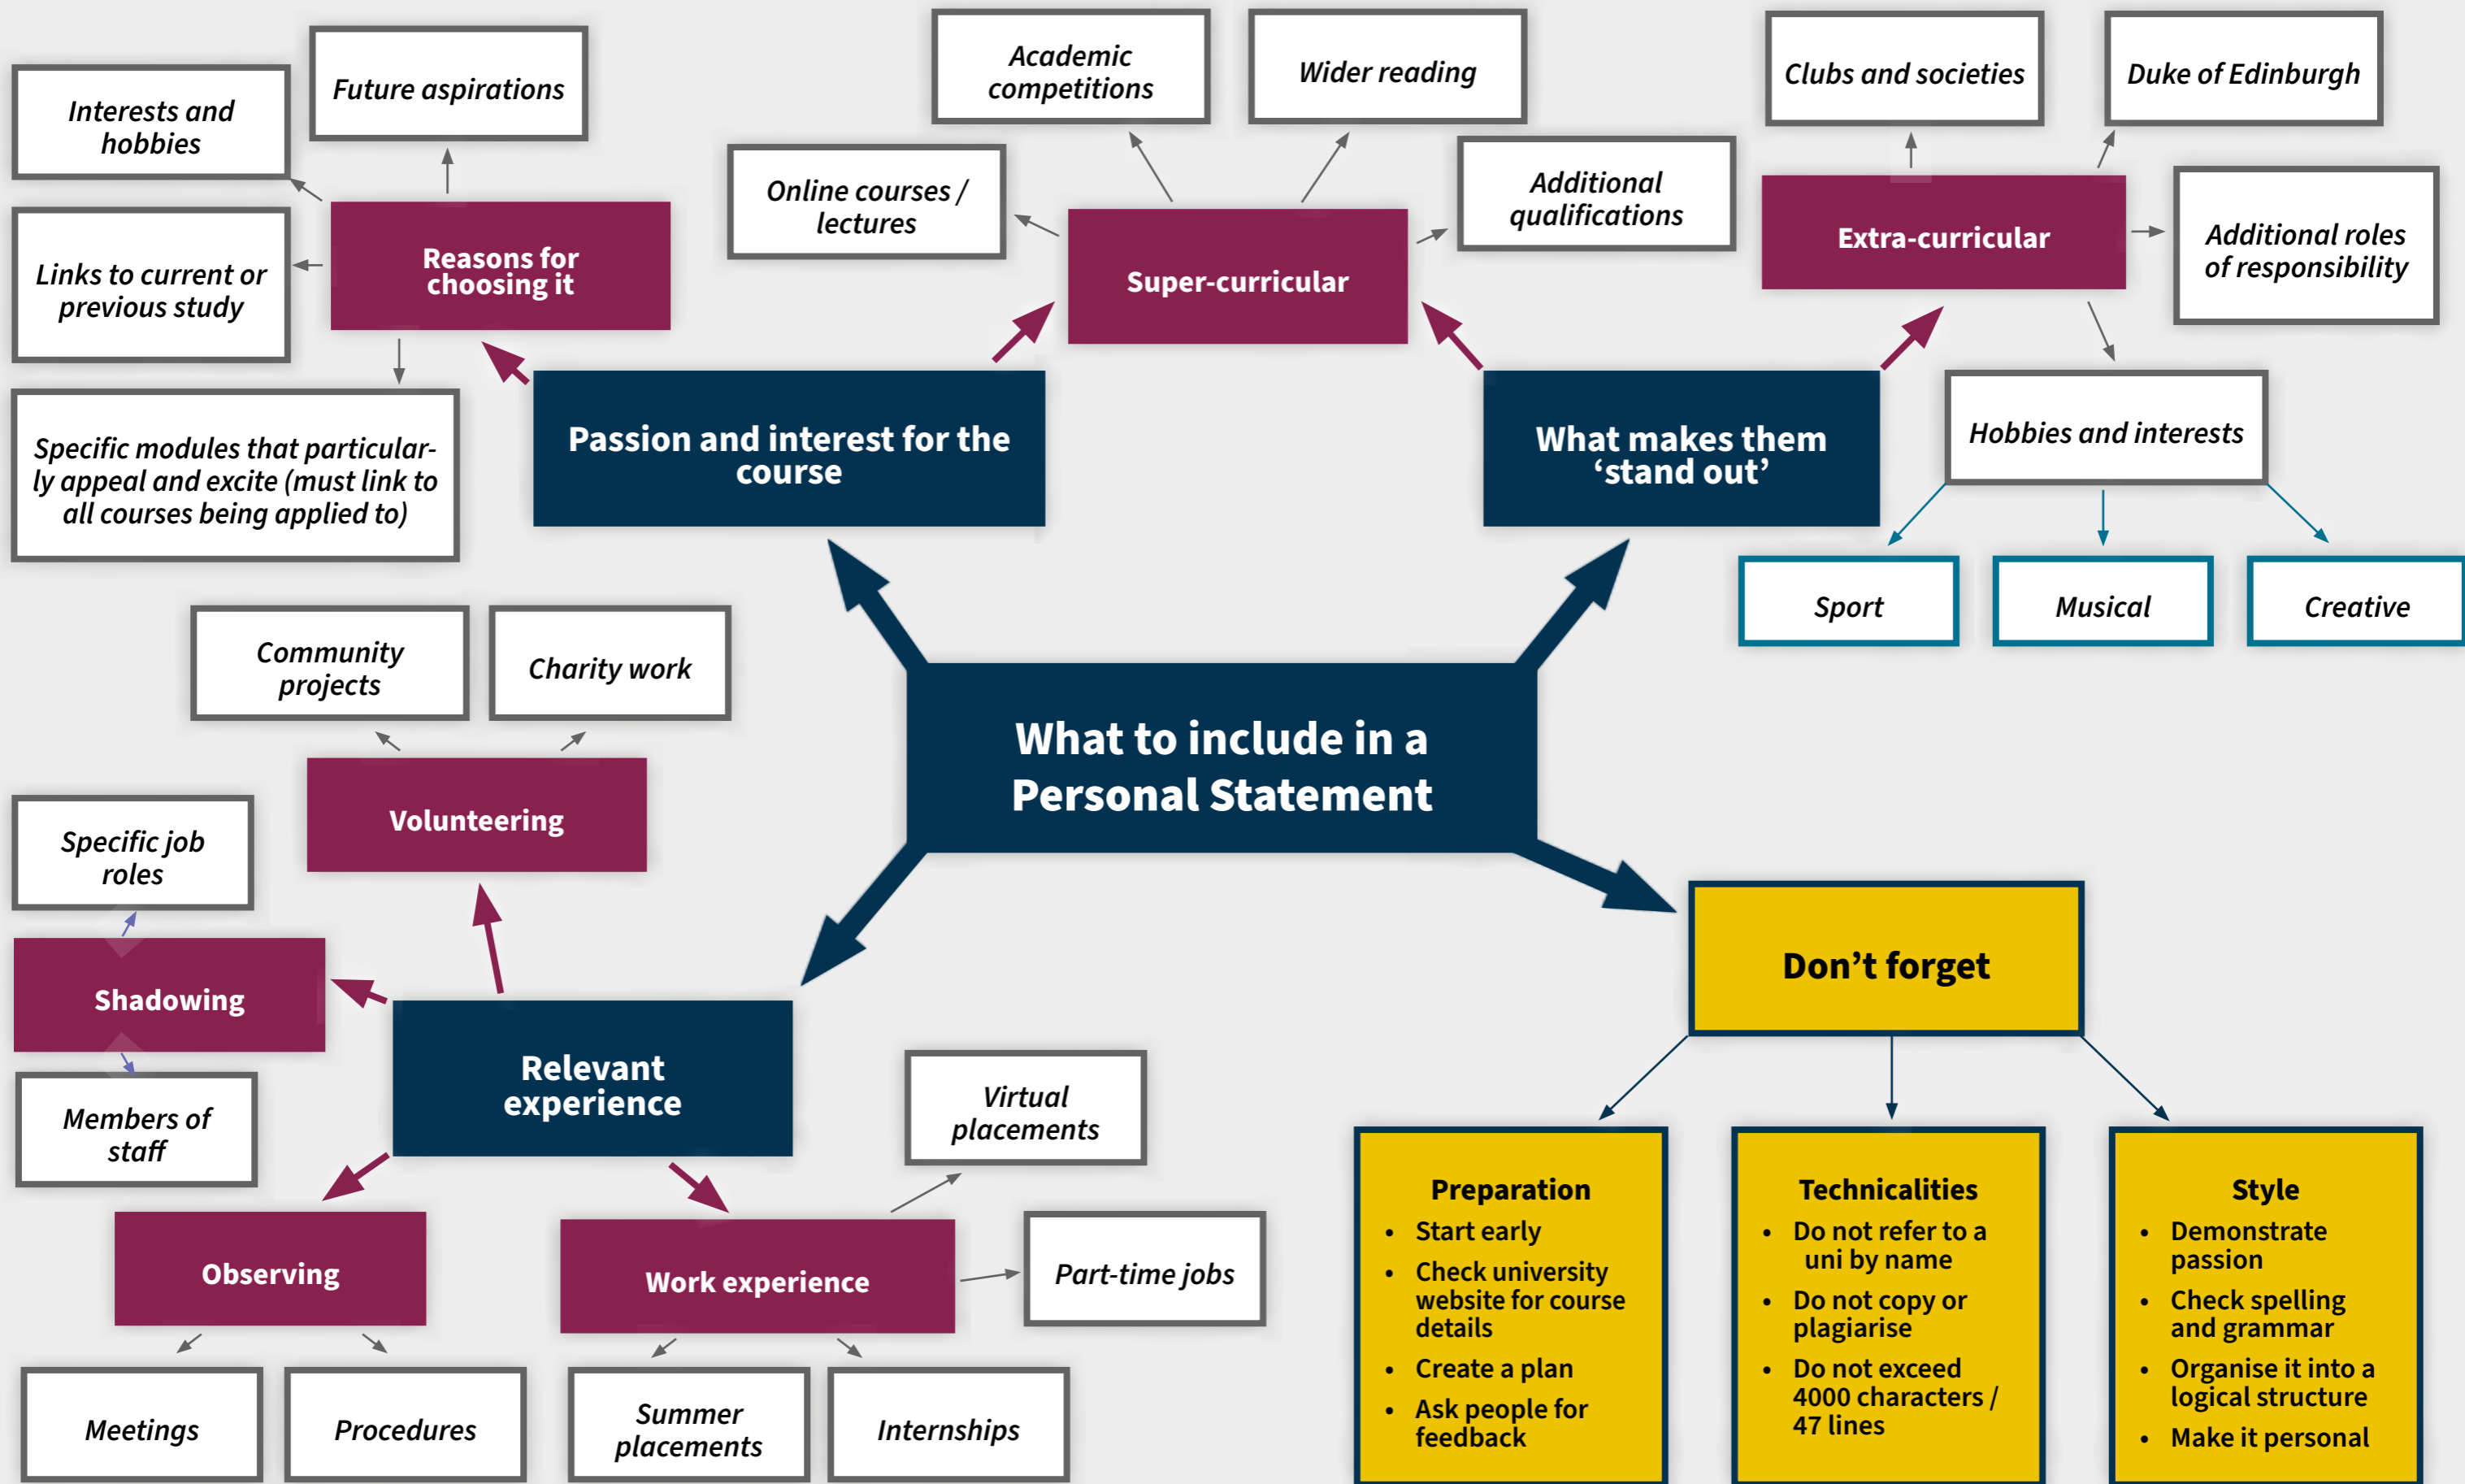 Interests and
hobbies
Future aspirations
Links to current or
previous study
Reasons for
choosing it
Specific modules that particular-
ly appeal and excite (must link to
all courses being applied to)
Passion and interest for the
course
Academic
competitions
Wider reading
Online courses /
lectures
Additional
qualifications
Super-curricular
Clubs and societies
Duke of Edinburgh
Extra-curricular
Additional roles
of responsibility
What makes them
‘stand out’
Hobbies and interests
Sport
Musical
Creative
What to include in a
Personal Statement
Community
projects
Charity work
Volunteering
Specific job
roles
Shadowing
Members of
staff
Relevant
experience
Observing
Meetings
Procedures
Work experience
Virtual
placements
Part-time jobs
Summer
placements
Internships
Don’t forget
Preparation
• Start early
• Check university
website for course
details
• Create a plan
• Ask people for
feedback
Technicalities
• Do not refer to a
uni by name
• Do not copy or
plagiarise
• Do not exceed
4000 characters /
47 lines
Style
• Demonstrate
passion
• Check spelling
and grammar
• Organise it into a
logical structure
• Make it personal